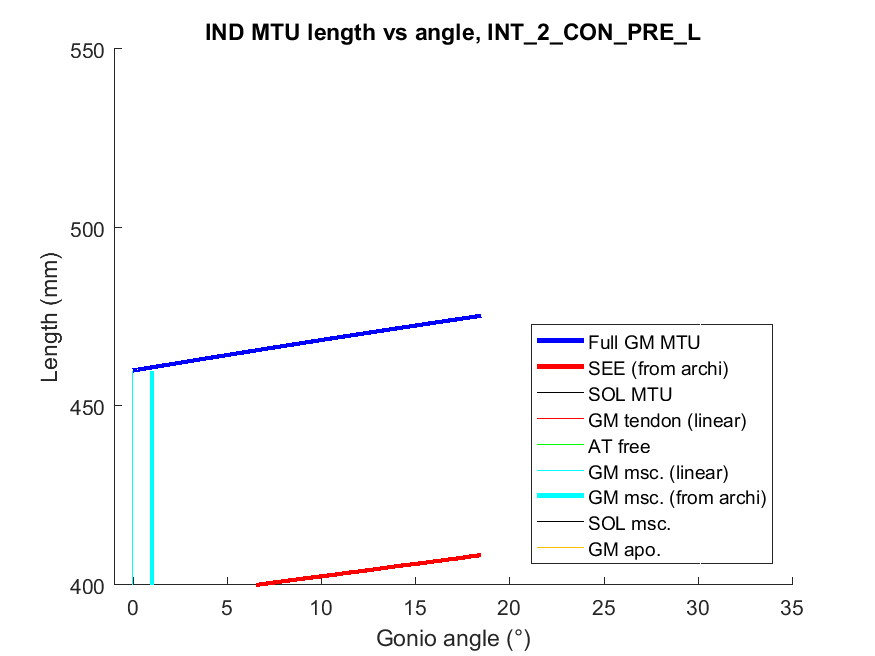 IND MTU length vs angle, INT_2_CON_PRE_L
550
500
450
400
Length (mm)
0 5 10 15 20 25 30 35
Gonio angle (°)
Full GM MTU
SEE (from archi)
SOL MTU
GM tendon (linear)
AT free
GM msc. (linear)
GM msc. (from archi)
SOL msc.
GM apo.